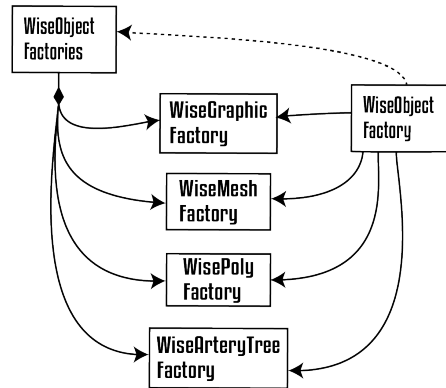 WiseObject
Factories
WiseGraphic
Factory
WiseObject
Factory
WiseMesh
Factory
WisePoly
Factory
WiseArteryTree
Factory